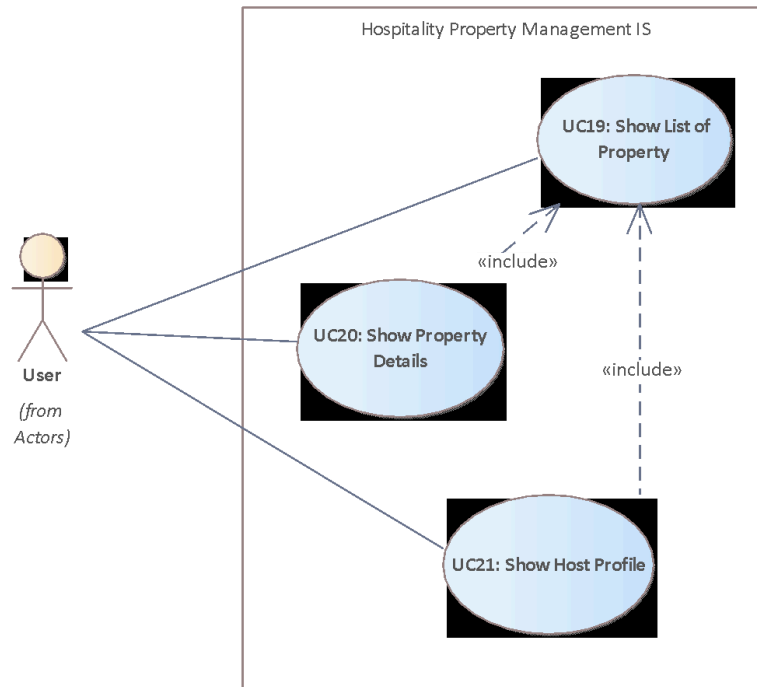 Hospitality Property Management IS
UC19: Show List of
Property
«include»
UC20: Show Property
Details
User
(from
Actors)
«include»
UC21: Show Host Profile